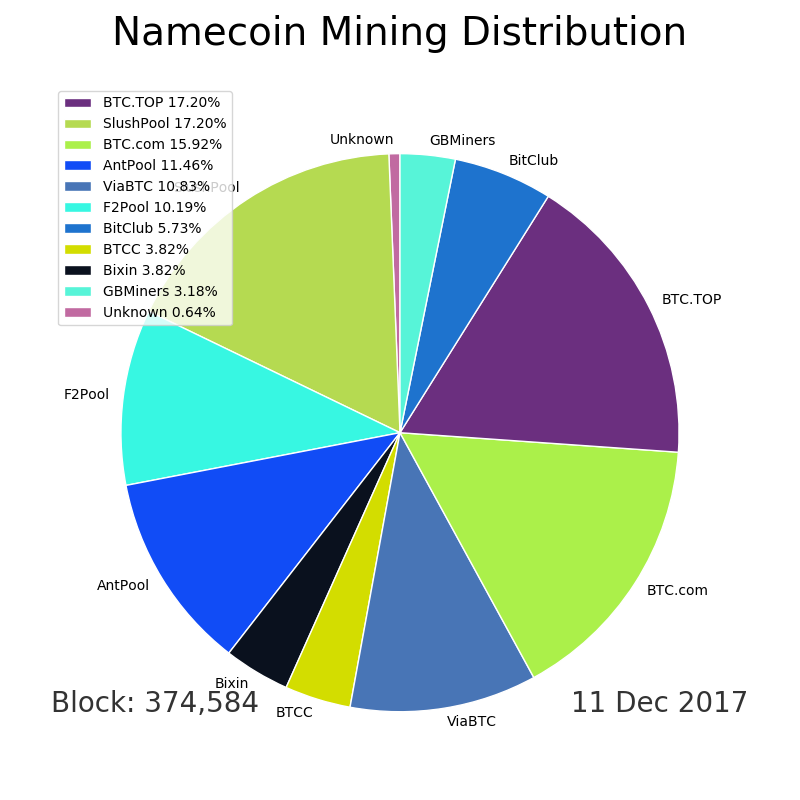 Namecoin Mining Distribution
BTC.TOP 17.20%
SlushPool 17.20%
BTC.com 15.92%
AntPool 11.46%
ViaBTC 10.83%
F2Pool 10.19%
BitClub 5.73%
BTCC 3.82%
Bixin 3.82%
GBMiners 3.18%
Unknown 0.64%
Unknown
GBMiners
BitClub
SlushPool
BTC.TOP
F2Pool
AntPool
BTC.com
Bixin
BTCC
ViaBTC
Block: 374,584
11 Dec 2017